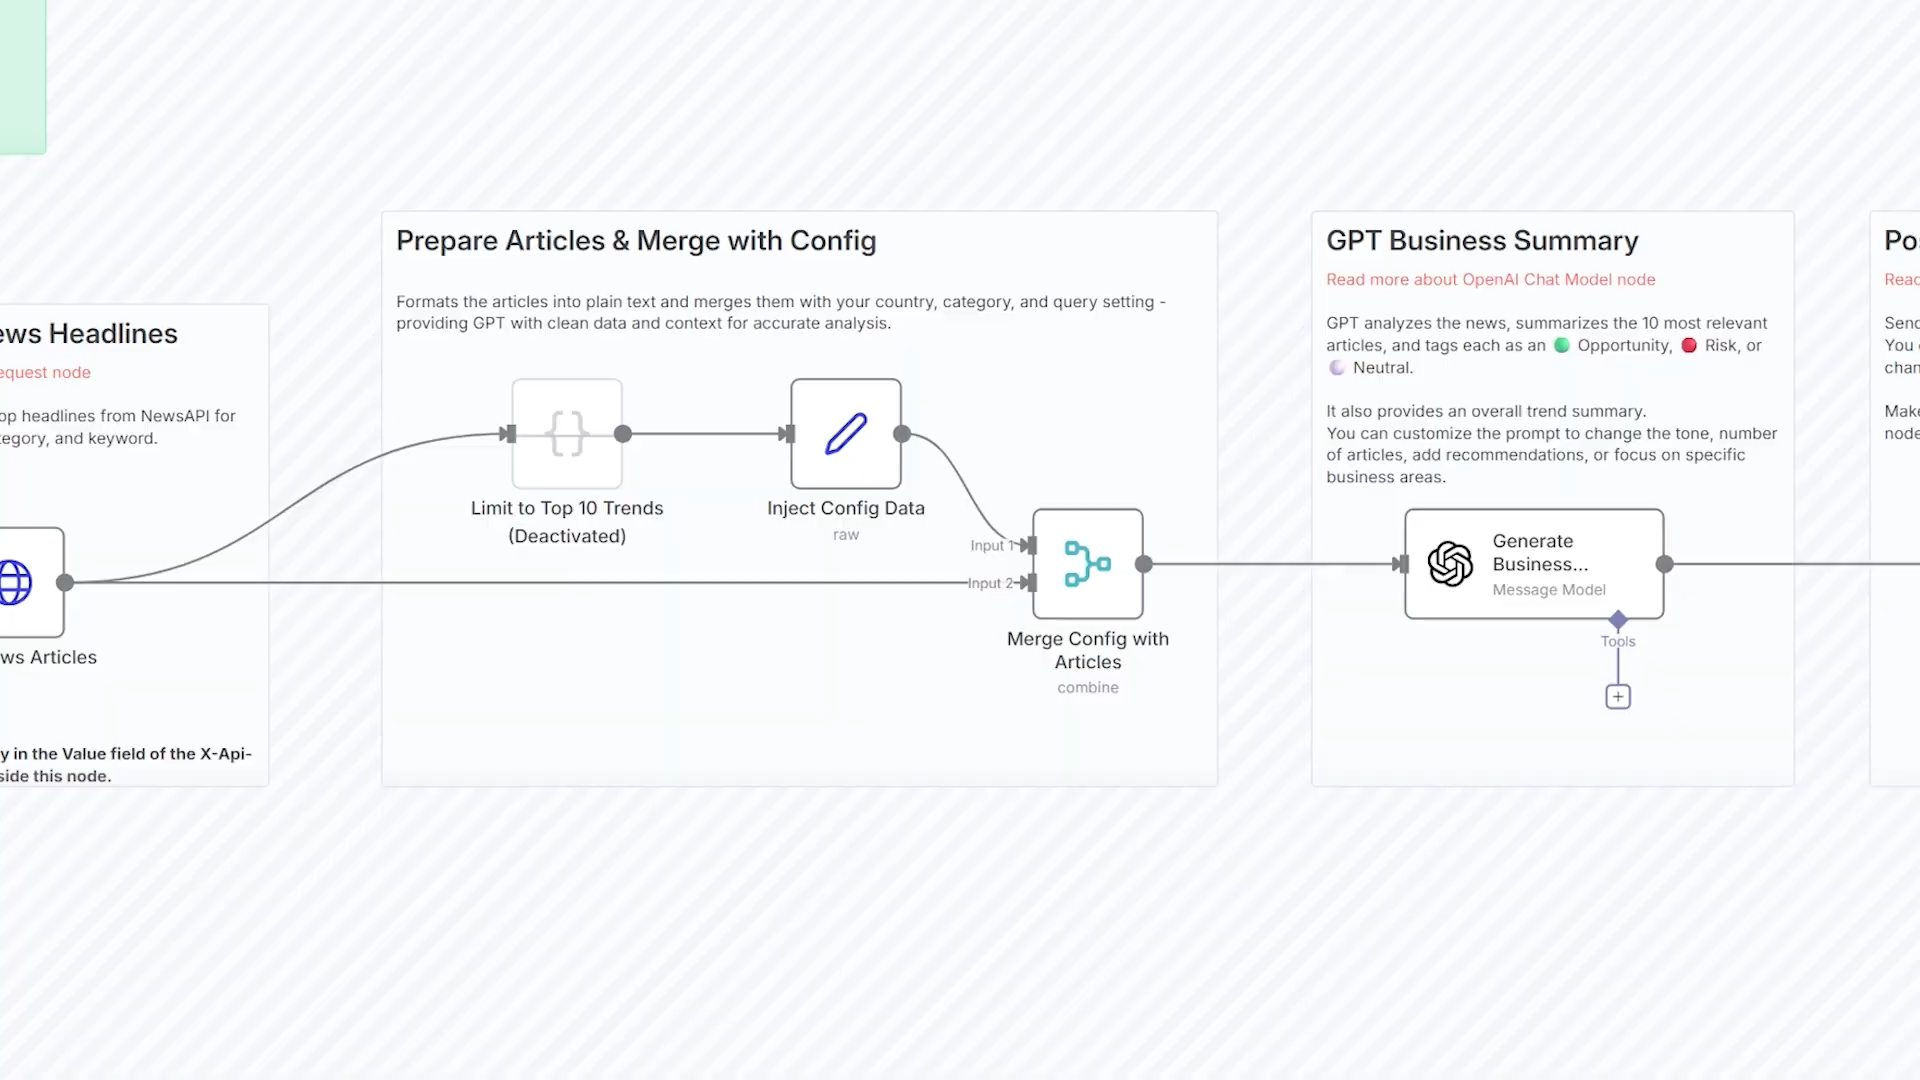 ews Headlines
equest node
op headlines from NewsAPI for
tegory, and keyword.
ws Articles
y in the Value field of the X-Api-
side this node.
Prepare Articles & Merge with Config
Formats the articles into plain text and merges them with your country, category, and query setting -
providing GPT with clean data and context for accurate analysis.
Limit to Top 10 Trends
(Deactivated)
Inject Config Data
raw
Input 1
Input 2
Merge Config with
Articles
combine
GPT Business Summary
Read more about OpenAI Chat Model node
GPT analyzes the news, summarizes the 10 most relevant
articles, and tags each as an 🟢 Opportunity, 🔴 Risk, or
⚪ Neutral.
It also provides an overall trend summary.
You can customize the prompt to change the tone, number
of articles, add recommendations, or focus on specific
business areas.
Generate
Business...
Message Model
Tools
Pos
Read
Send
You
chan
Make
node